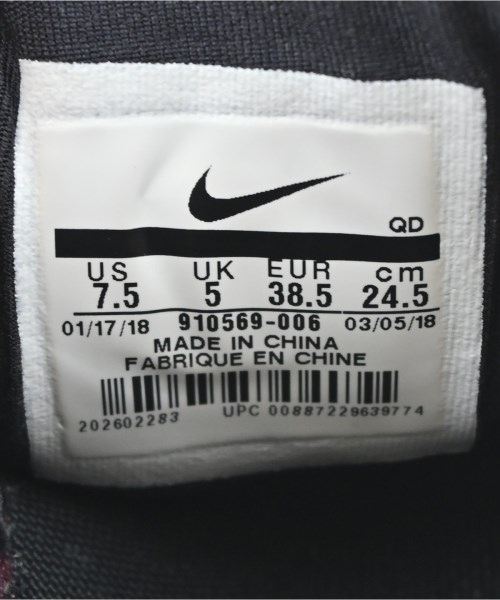 QD
US UK EUR cm
7.5 5 38.5 24.5
01/17/18 910569-006 03/05/18
MADE IN CHINA
FABRIQUE EN CHINE
202602283 UPC 00887229639774